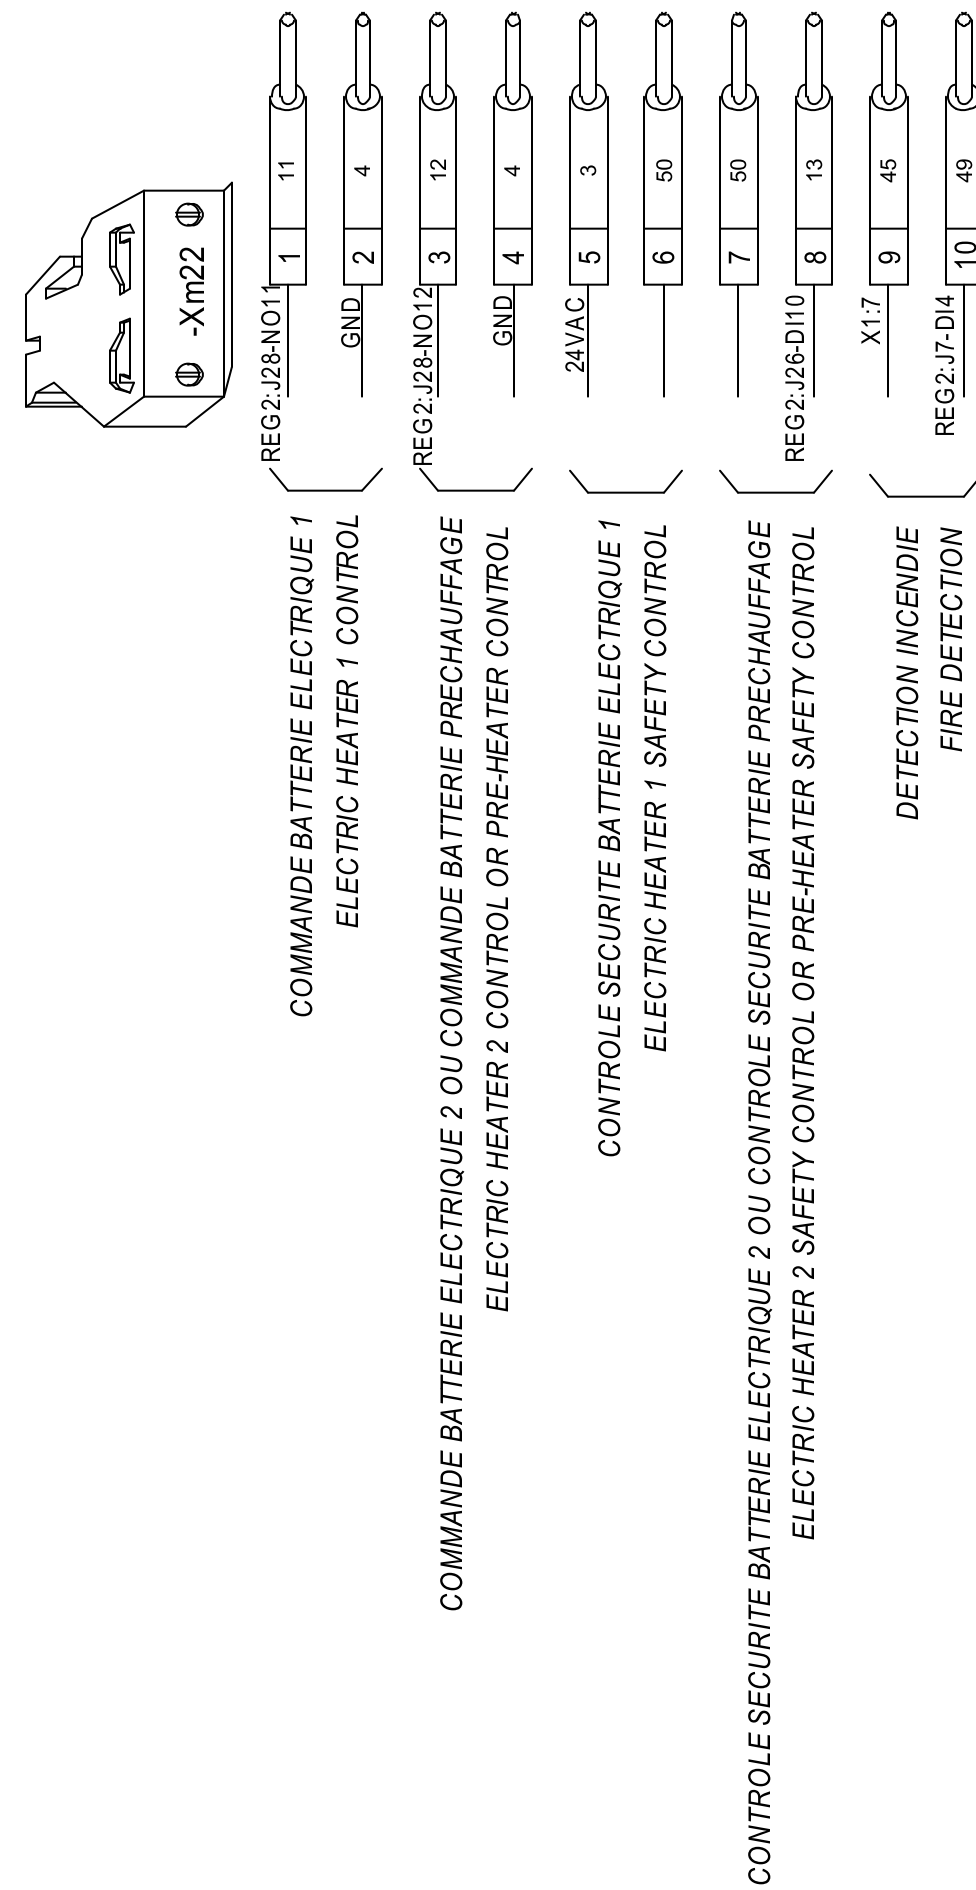 -Xm22
11
4
12
4
3
50
50
13
45
49
1
2
3
4
5
6
7
8
9
10
REG2:J28-NO11
GND
REG2:J28-NO12
GND
24VAC
REG2:J26-DI10
X1:7
REG2:J7-DI4
COMMANDE BATTERIE ELECTRIQUE 1
ELECTRIC HEATER 1 CONTROL
COMMANDE BATTERIE ELECTRIQUE 2 OU COMMANDE BATTERIE PRECHAUFFAGE
ELECTRIC HEATER 2 CONTROL OR PRE-HEATER CONTROL
CONTROLE SECURITE BATTERIE ELECTRIQUE 1
ELECTRIC HEATER 1 SAFETY CONTROL
CONTROLE SECURITE BATTERIE ELECTRIQUE 2 OU CONTROLE SECURITE BATTERIE PRECHAUFFAGE
ELECTRIC HEATER 2 SAFETY CONTROL OR PRE-HEATER SAFETY CONTROL
DETECTION INCENDIE
FIRE DETECTION